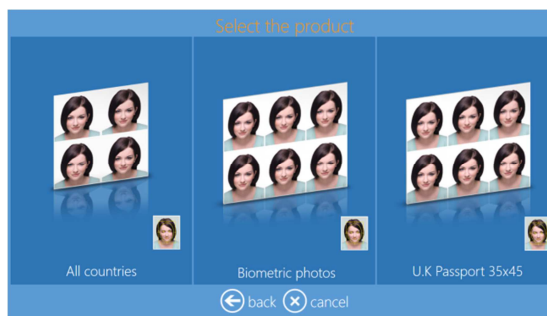 Select the product
All countries
Biometric photos
U.K Passport 35x45
back
cancel